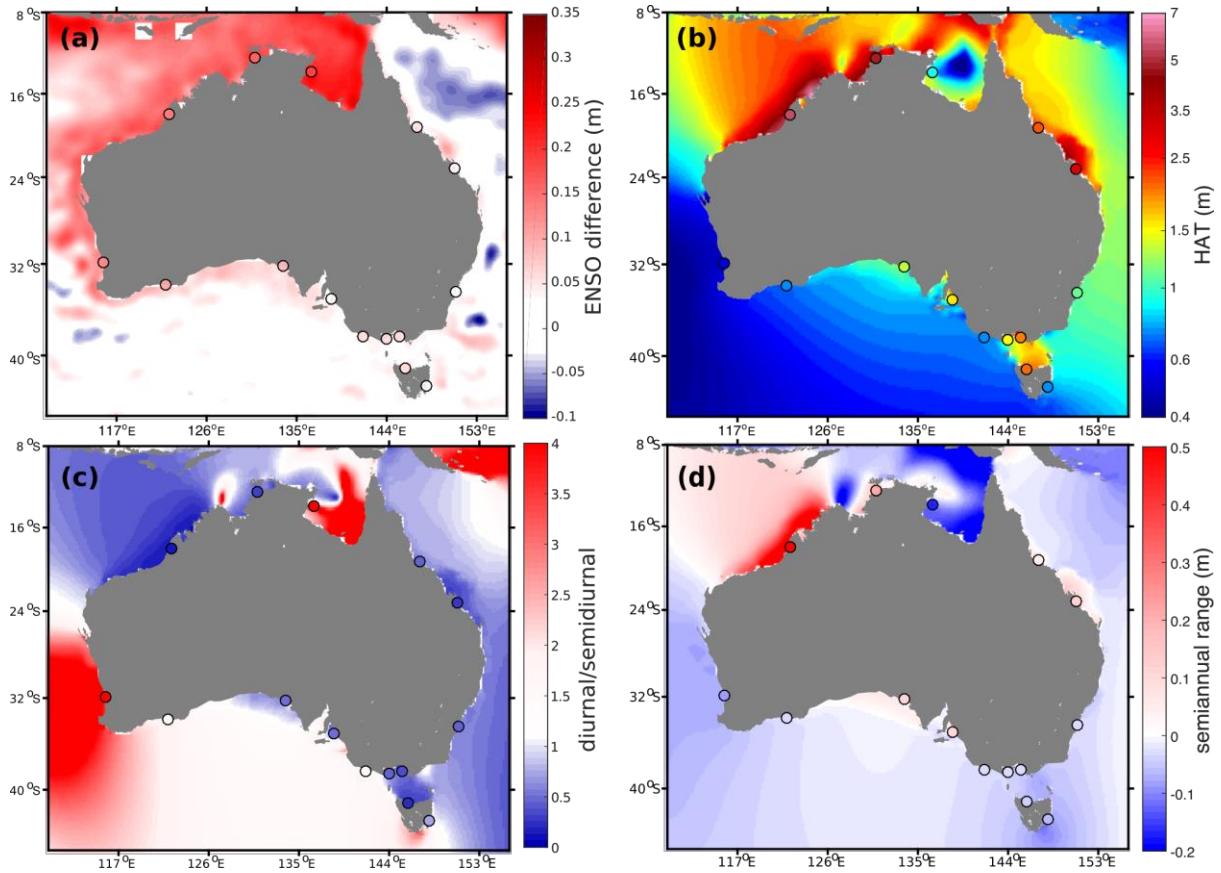 (a)
8°S
16°S
24°S
32°S
40°S
0.35
0.3
0.25
0.2
0.15
0.1
0.05
0
-0.05
-0.1
ENSO difference (m)
(b)
8°S
16°S
24°S
32°S
40°S
117°E
126°E
135°E
144°E
153°E
7
5
3.5
2.5
1.5
1
0.6
0.4
HAT (m)
(c)
8°S
16°S
24°S
32°S
40°S
117°E
126°E
135°E
144°E
153°E
4
3.5
3
2.5
2
1.5
1
0.5
0
diurnal/semidiurnal
(d)
8°S
16°S
24°S
32°S
40°S
117°E
126°E
135°E
144°E
153°E
0.5
0.4
0.3
0.2
0.1
0
-0.1
-0.2
semiannual range (m)
117°E
126°E
135°E
144°E
153°E